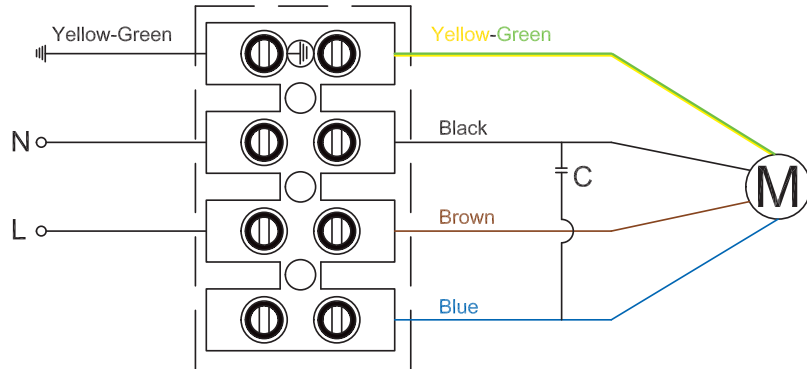 Yellow-Green
Yellow-Green
N
Black
C
M
L
Brown
Blue